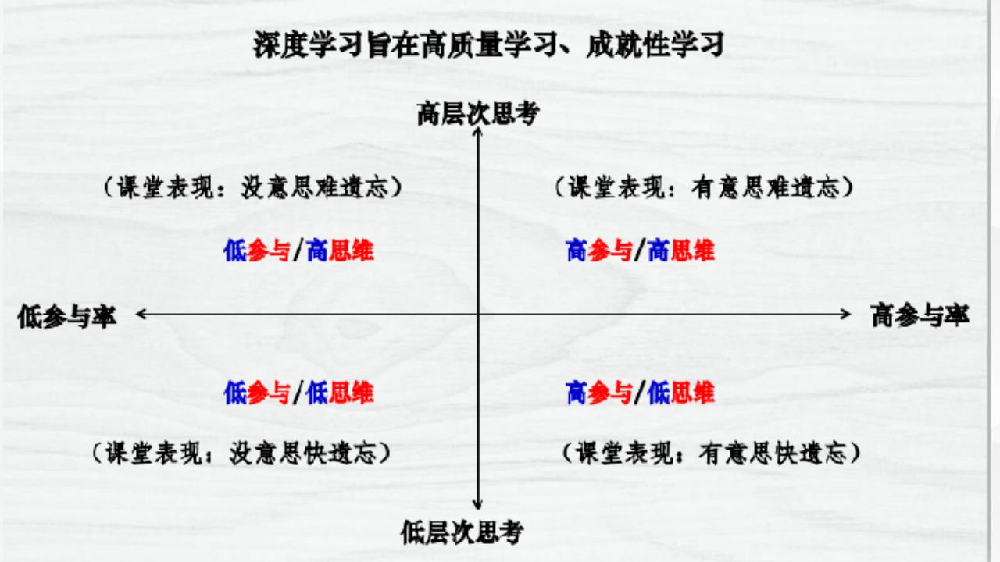 深度学习旨在高质量学习、成就性学习
高层次思考
（课堂表现：没意思难遗忘）
（课堂表现：有意思难遗忘）
低参与/高思维
高参与/高思维
低参与率
高参与率
低参与/低思维
高参与/低思维
（课堂表现：没意思快遗忘）
（课堂表现：有意思快遗忘）
低层次思考